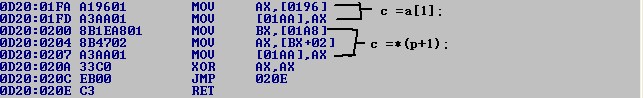 0D20:01FA A19601 MOV AX,[0196]
0D20:01FD A3AA01 MOV [01AA],AX
c =a[1];
0D20:0200 8B1EA801 MOV BX,[01A8]
0D20:0204 8B4702 MOV AX,[BX+02]
c =*(p+1);
0D20:0207 A3AA01 MOV [01AA],AX
0D20:020A 33C0 XOR AX,AX
0D20:020C EB00 JMP 020E
0D20:020E C3 RET